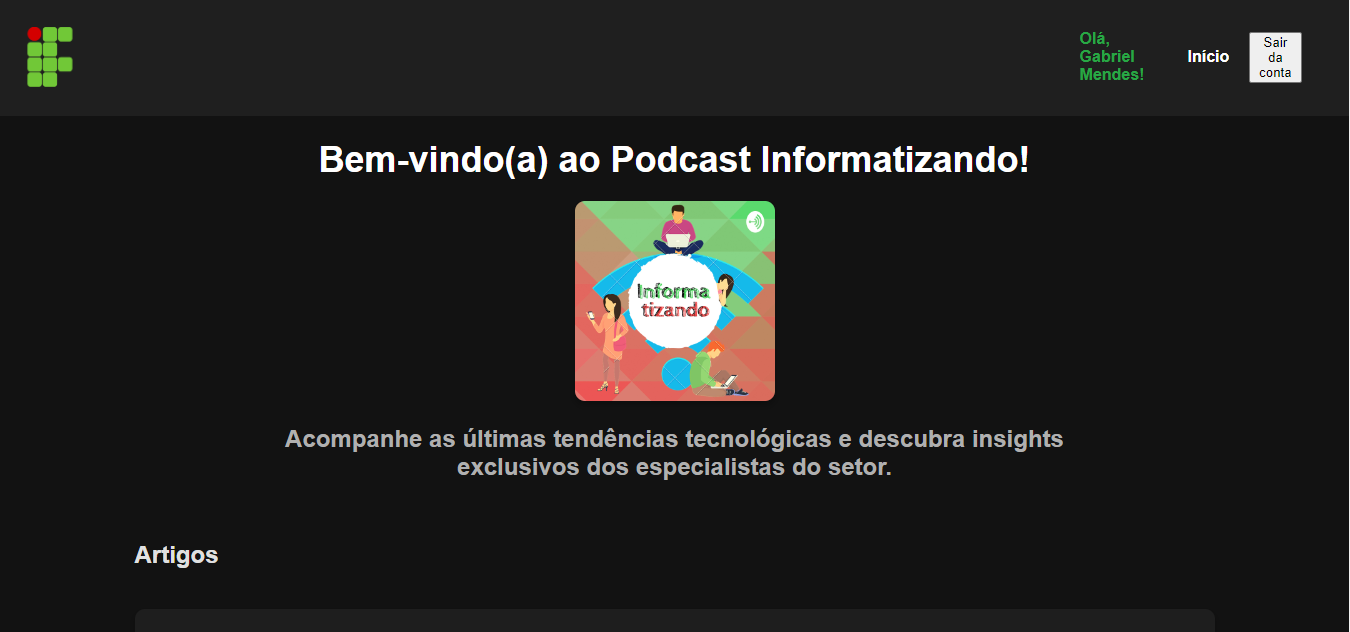 Olá,
Gabriel
Mendes!
Início
Sair
da
conta
Bem-vindo(a) ao Podcast Informatizando!
Informa
tizando
Acompanhe as últimas tendências tecnológicas e descubra insights
exclusivos dos especialistas do setor.
Artigos